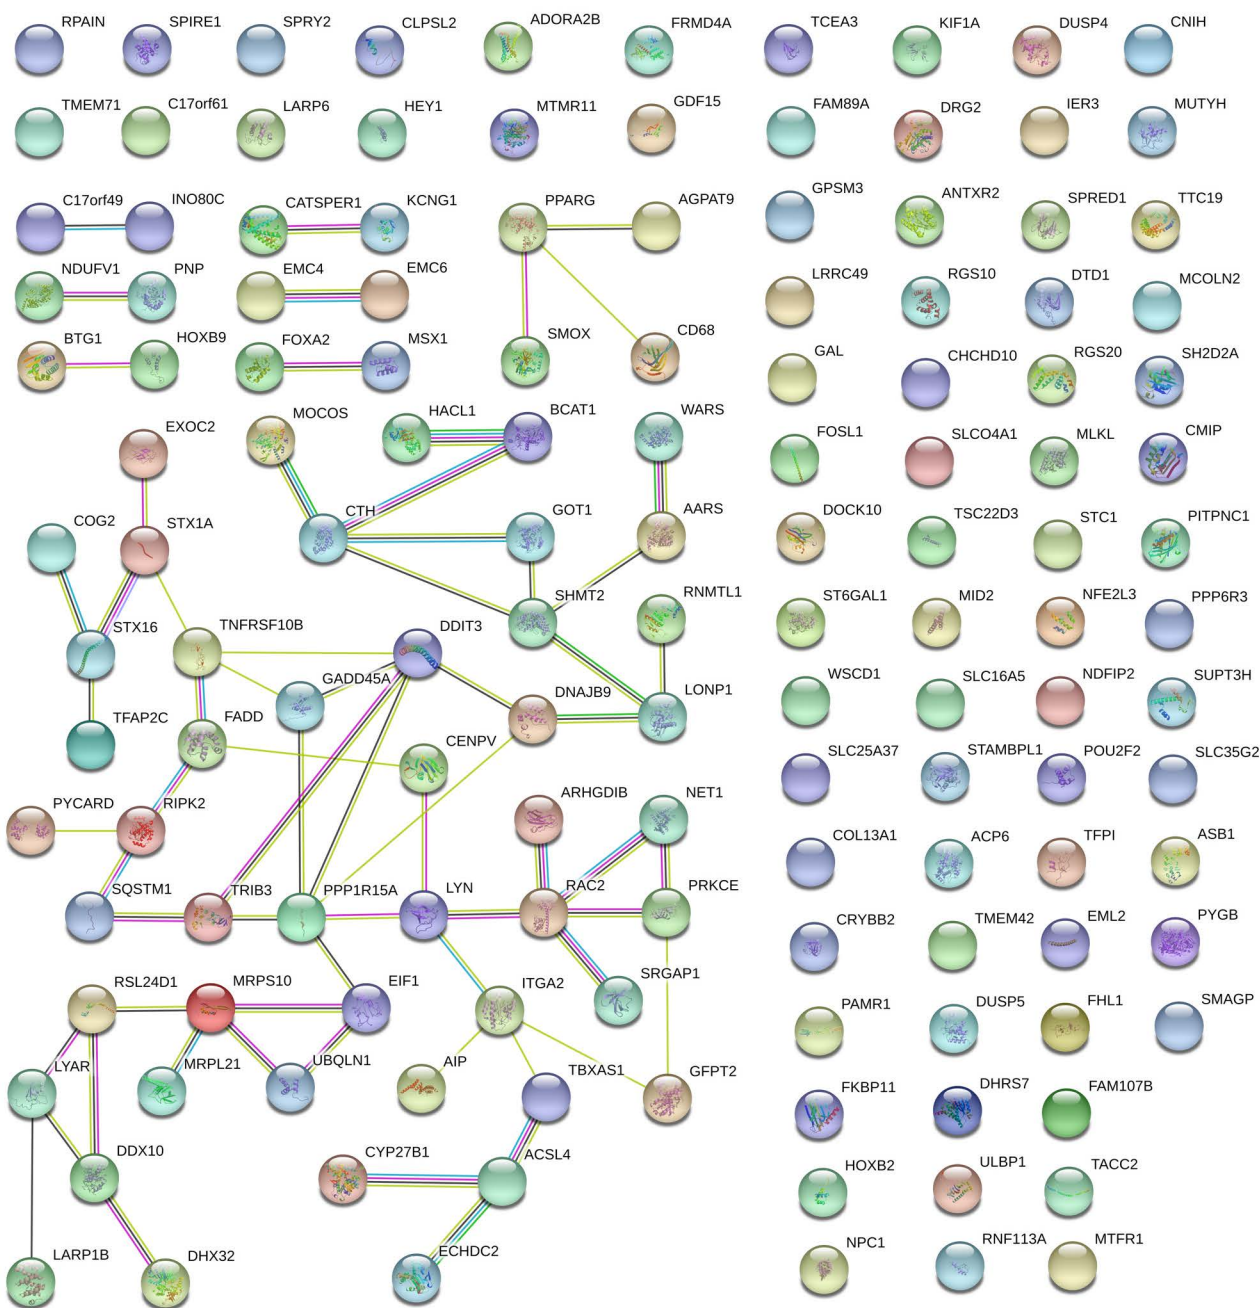 RPAIN SPIRE1 SPRY2 CLPSL2 ADORA2B FRMD4A TCEA3 KIF1A DUSP4 CNIH
TMEM71 C17orf61 LARP6 HEY1 MTMR11 GDF15 FAM89A DRG2 IER3 MUTYH
C17orf49 INO80C CATSPER1 KCNG1 PPARG AGPAT9 GPSM3 ANTXR2 SPRED1 TTC19
NDUFV1 PNP EMC4 EMC6 LRRC49 RGS10 DTD1 MCOLN2
BTG1 HOXB9 FOXA2 MSX1 SMOX CD68 GAL CHCHD10 RGS20 SH2D2A
EXOC2 MOCOS HACL1 BCAT1 WARS FOSL1 SLCO4A1 MLKL CMIP
COG2 STX1A CTH GOT1 AARS DOCK10 TSC22D3 STC1 PITPNC1
STX16 TNFRSF10B DDIT3 SHMT2 RNMTL1 ST6GAL1 MID2 NFE2L3 PPP6R3
TFAP2C FADD GADD45A DNAJB9 LONP1 WSCD1 SLC16A5 NDFIP2 SUPT3H
CENPV SLC25A37 STAMBPL1 POU2F2 SLC35G2
PYCARD RIPK2 ARHGDIB NET1 COL13A1 ACP6 TFPI ASB1
SQSTM1 TRIB3 PPP1R15A LYN RAC2 PRKCE CRYBB2 TMEM42 EML2 PYGB
RSL24D1 MRPS10 EIF1 ITGA2 SRGAP1 PAMR1 DUSP5 FHL1 SMAGP
LYAR MRPL21 UBQLN1 AIP TBXAS1 GFPT2 FKBP11 DHRS7 FAM107B
DDX10 CYP27B1 ACSL4 HOXB2 ULBP1 TACC2
LARP1B DHX32 ECHDC2 NPC1 RNF113A MTFR1